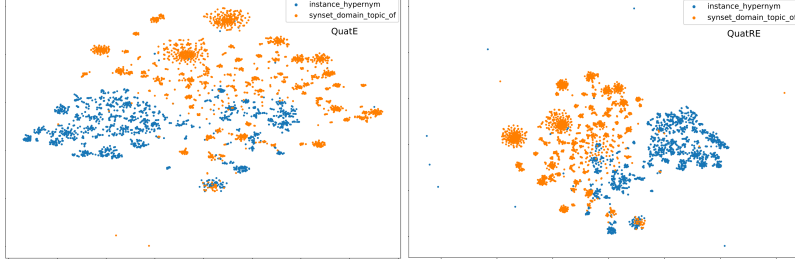 instance_hypernym
synset_domain_topic_of
QuatE
instance_hypernym
synset_domain_topic_of
QuatRE